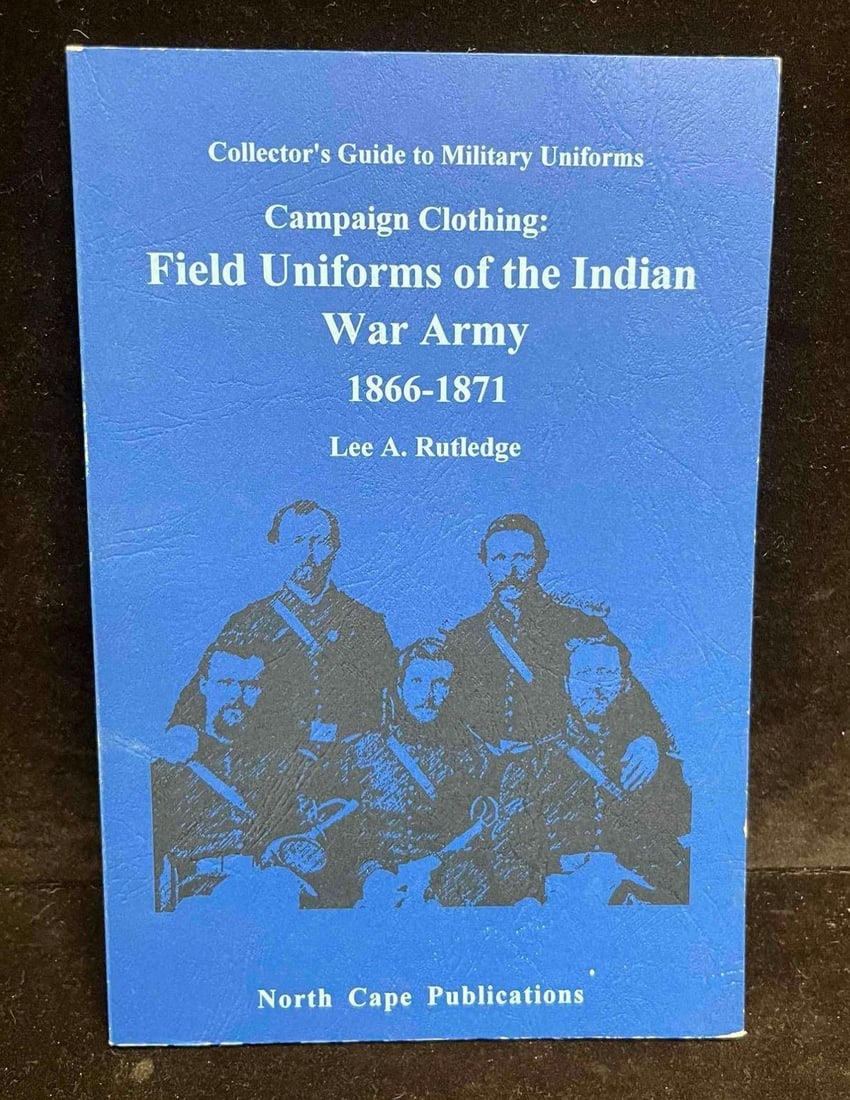 Collector's Guide to Military Uniforms
Campaign Clothing:
Field Uniforms of the Indian
War Army
1866-1871
Lee A. Rutledge
North Cape Publications